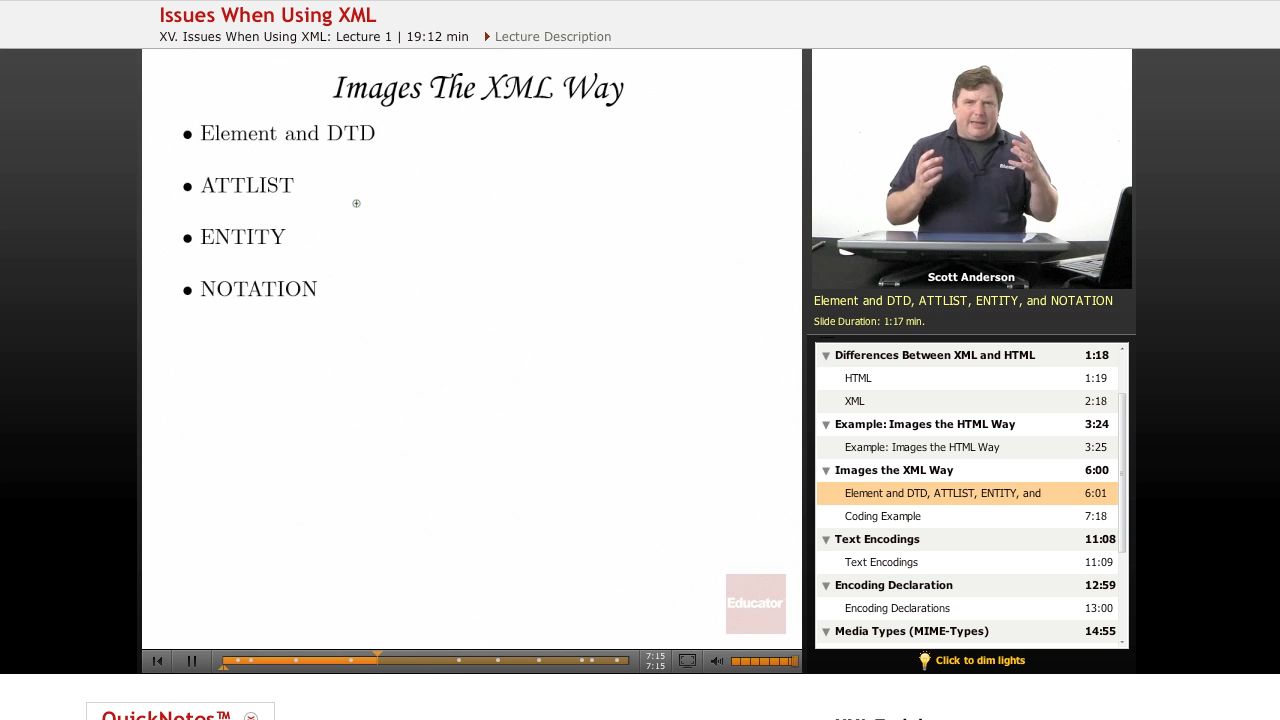 Issues When Using XML
XV. Issues When Using XML: Lecture 1 | 19:12 min
Lecture Description
Images The XML Way
• Element and DTD
• ATTLIST
• ENTITY
• NOTATION
Educator
Scott Anderson
Element and DTD, ATTLIST, ENTITY, and NOTATION
Slide Duration: 1:17 min.
Differences Between XML and HTML 1:18
HTML 1:19
XML 2:18
Example: Images the HTML Way 3:24
Example: Images the HTML Way 3:25
Images the XML Way 6:00
Element and DTD, ATTLIST, ENTITY, and 6:01
Coding Example 7:18
Text Encodings 11:08
Text Encodings 11:09
Encoding Declaration 12:59
Encoding Declarations 13:00
Media Types (MIME-Types) 14:55
7:15
7:15
Click to dim lights
QuickNotes™